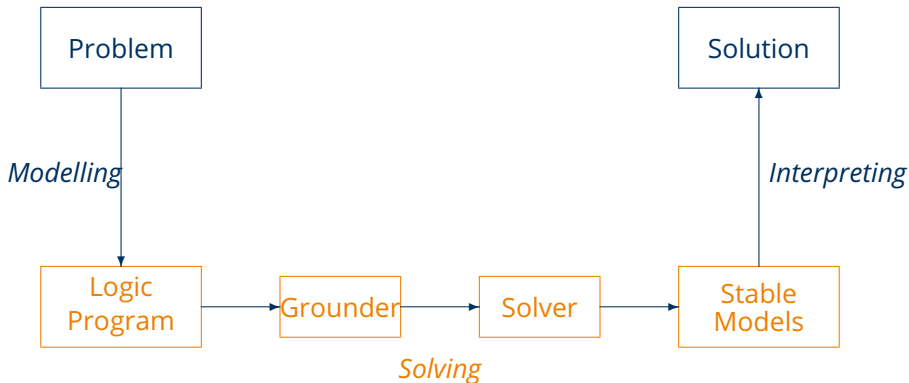 Problem
Solution
Modelling
Interpreting
Logic
Program
Grounder
Solver
Stable
Models
Solving